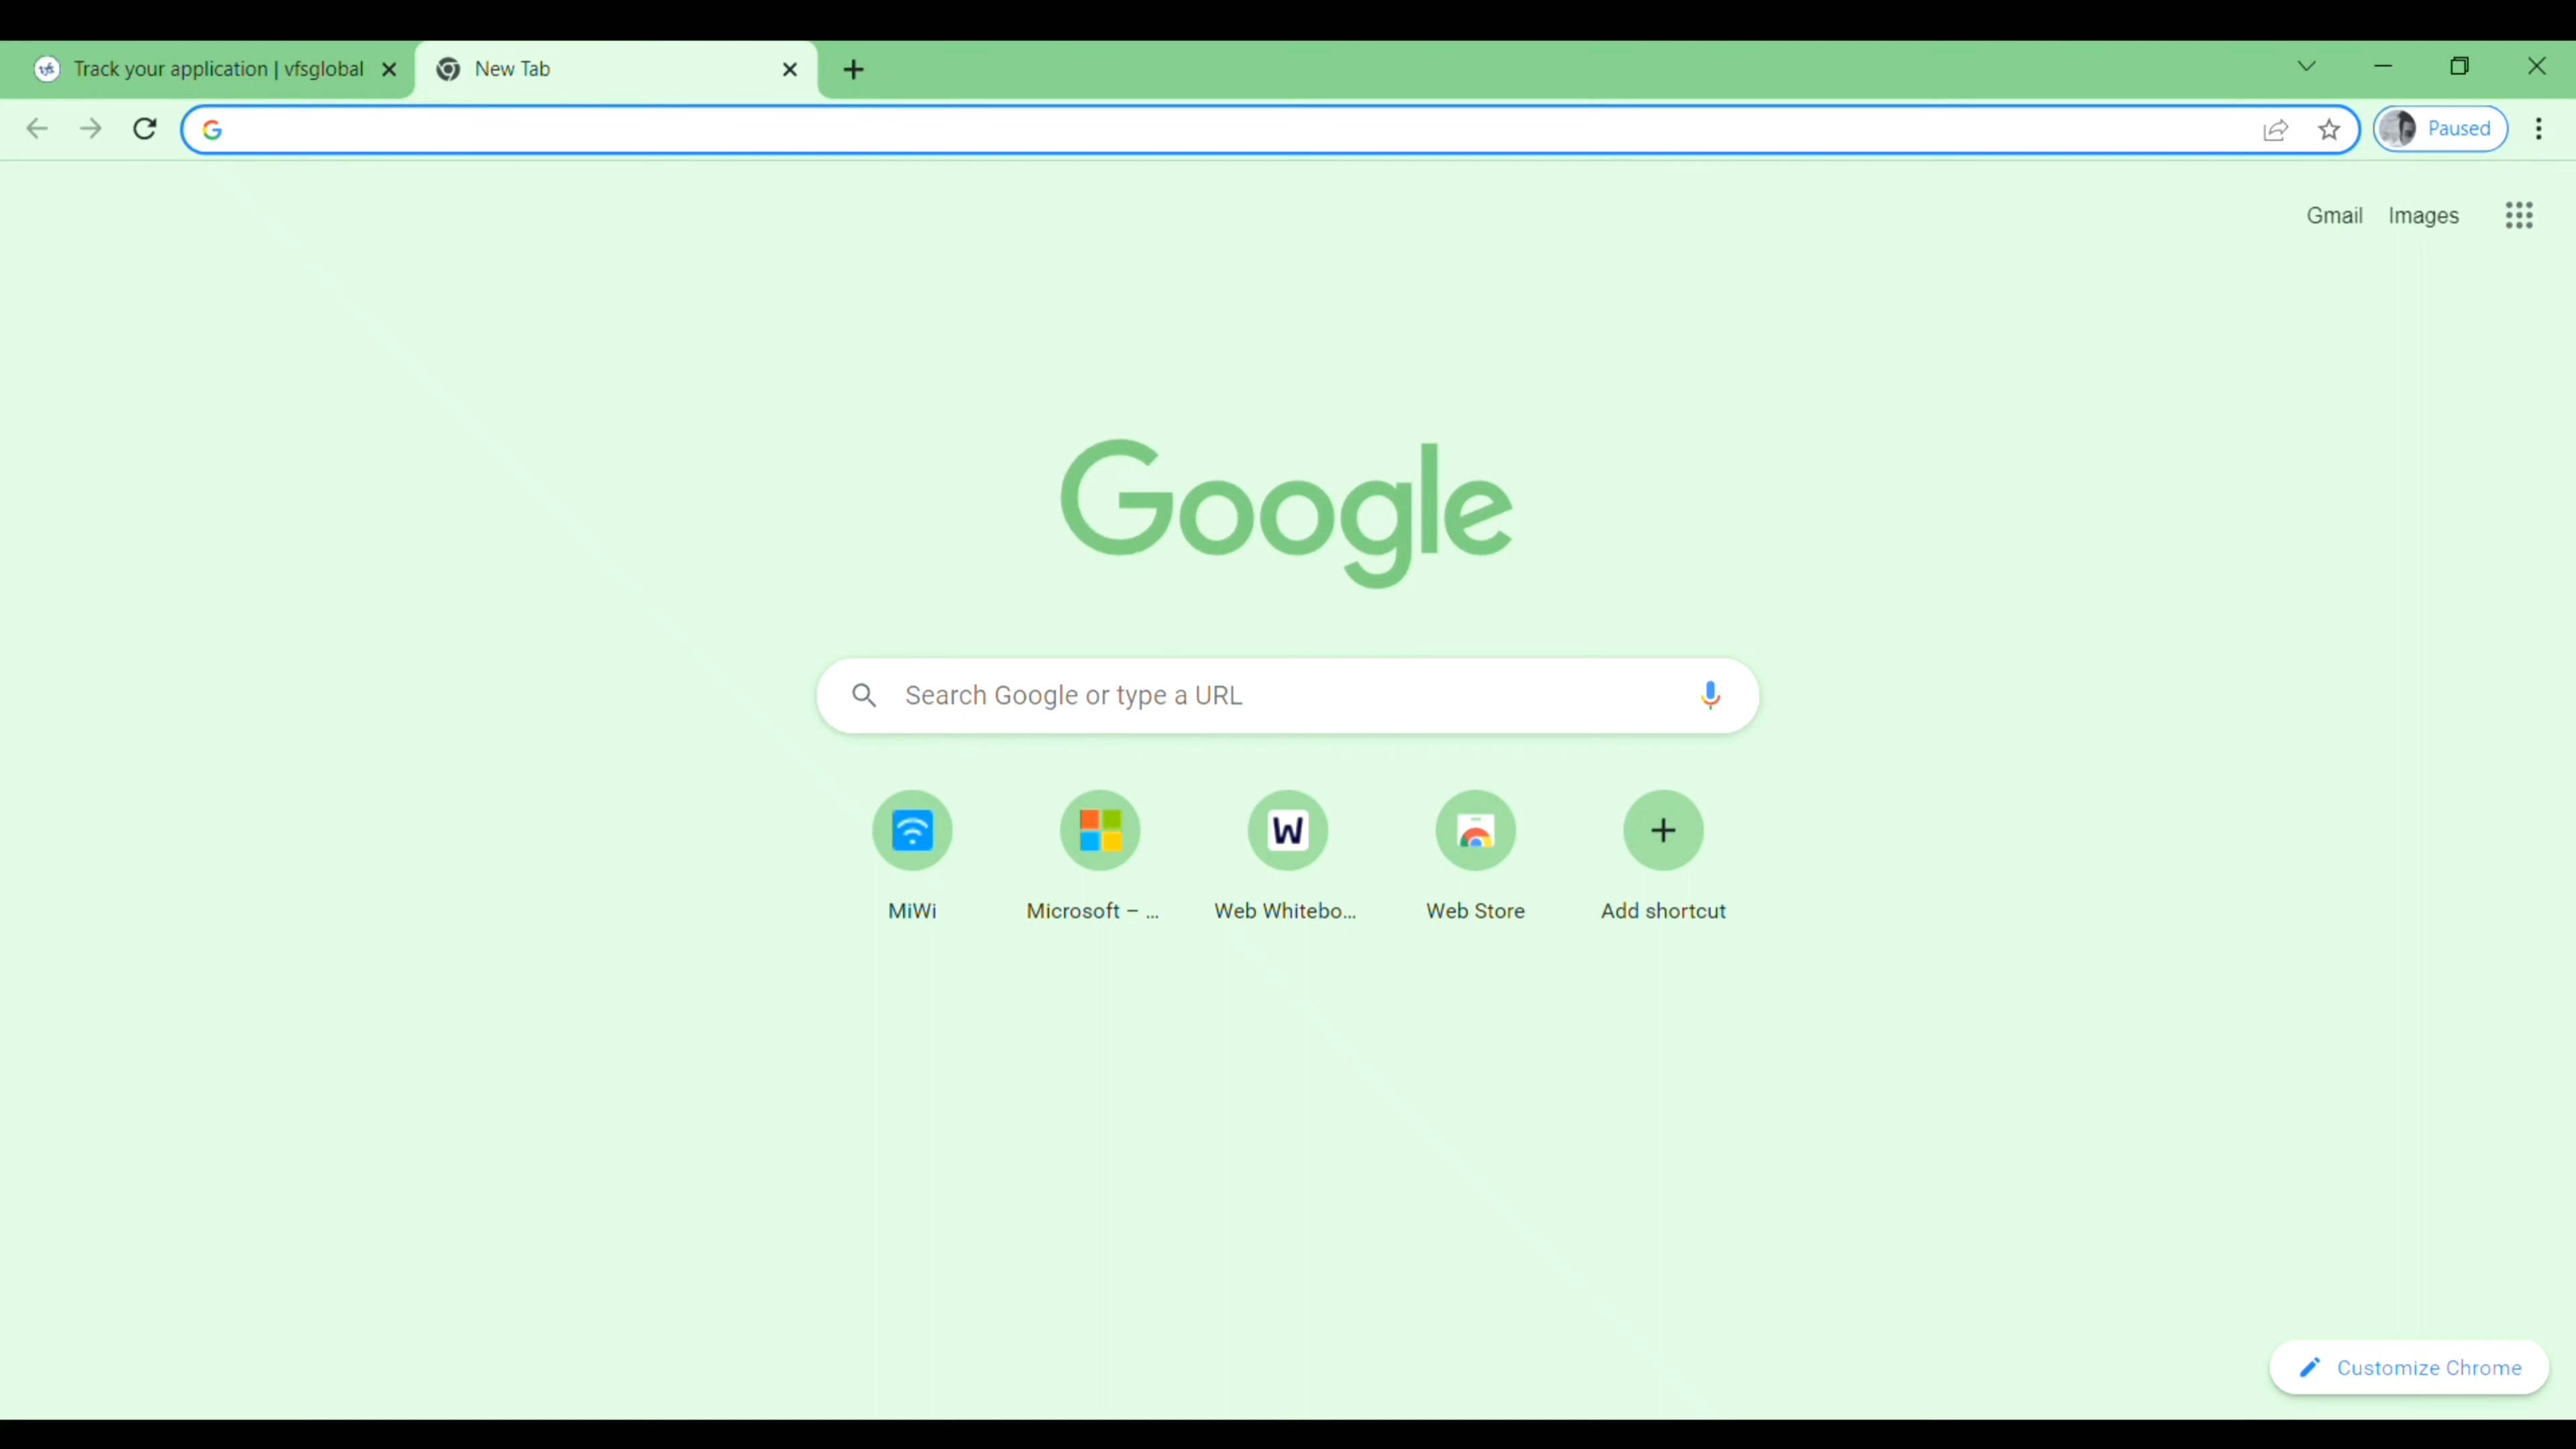 Track your application | vfsglobal
New Tab
Paused
Gmail Images
Google
Search Google or type a URL
W
MiWi
Microsoft – ...
Web Whitebo...
Web Store
Add shortcut
Customize Chrome